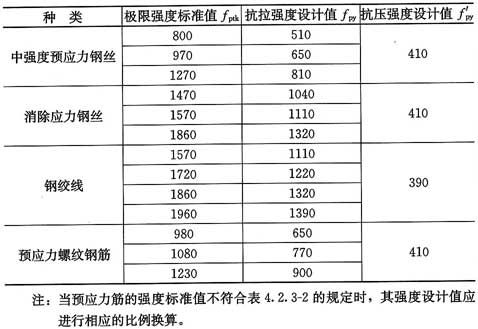 种 类 极限强度标准值 fptk 抗拉强度设计值 fpy 抗压强度设计值 f′py
800 510
中强度预应力钢丝 970 650 410
1270 810
1470 1040
消除应力钢丝 1570 1110 410
1860 1320
1570 1110
钢绞线 1720 1220 390
1860 1320
1960 1390
980 650
预应力螺纹钢筋 1080 770 410
1230 900
注：当预应力筋的强度标准值不符合表 4.2.3-2 的规定时，其强度设计值应
进行相应的比例换算。